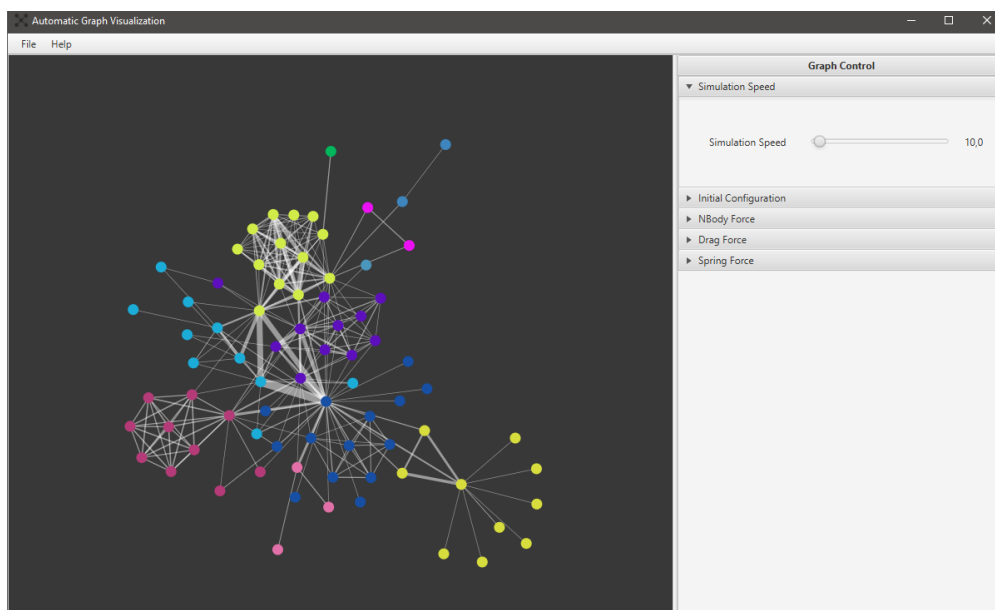 Automatic Graph Visualization
File Help
Graph Control
Simulation Speed
Simulation Speed 10,0
Initial Configuration
NBody Force
Drag Force
Spring Force